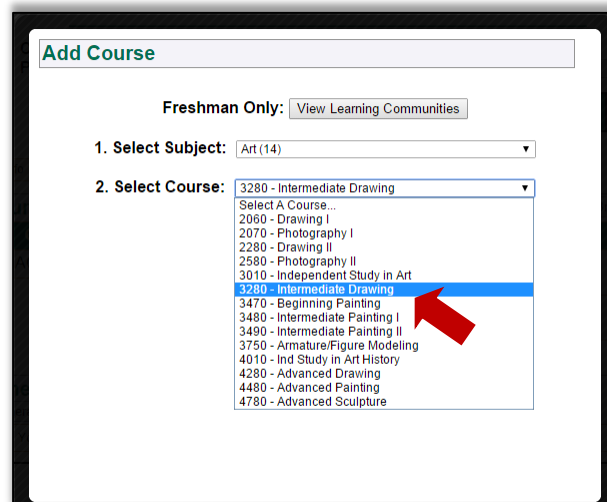 Add Course
Freshman Only: View Learning Communities
1. Select Subject: Art (14)
2. Select Course: 3280 - Intermediate Drawing
Select A Course...
2060 - Drawing I
2070 - Photography I
2280 - Drawing II
2580 - Photography II
3010 - Independent Study in Art
3280 - Intermediate Drawing
3470 - Beginning Painting
3480 - Intermediate Painting I
3490 - Intermediate Painting II
3750 - Armature/Figure Modeling
4010 - Ind Study in Art History
4280 - Advanced Drawing
4480 - Advanced Painting
4780 - Advanced Sculpture